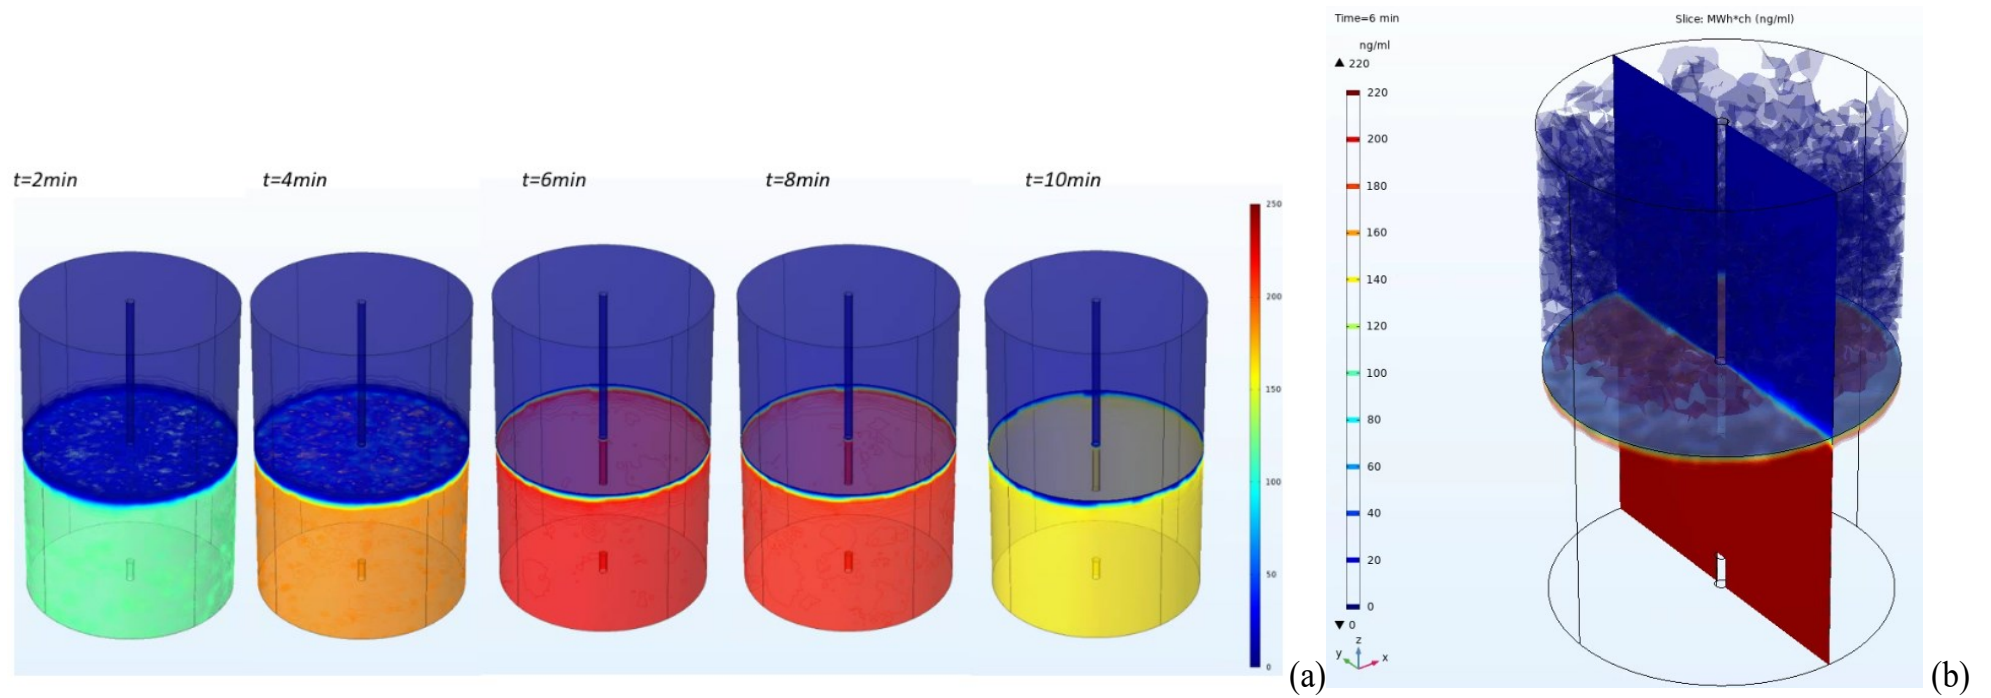 t=2min
t=4min
t=6min
t=8min
t=10min
250
200
150
100
50
0
(a)
Time=6 min
Slice: MWh*ch (ng/ml)
ng/ml
▲ 220
220
200
180
160
140
120
100
80
60
40
20
0
▼ 0
z
y
x
(b)